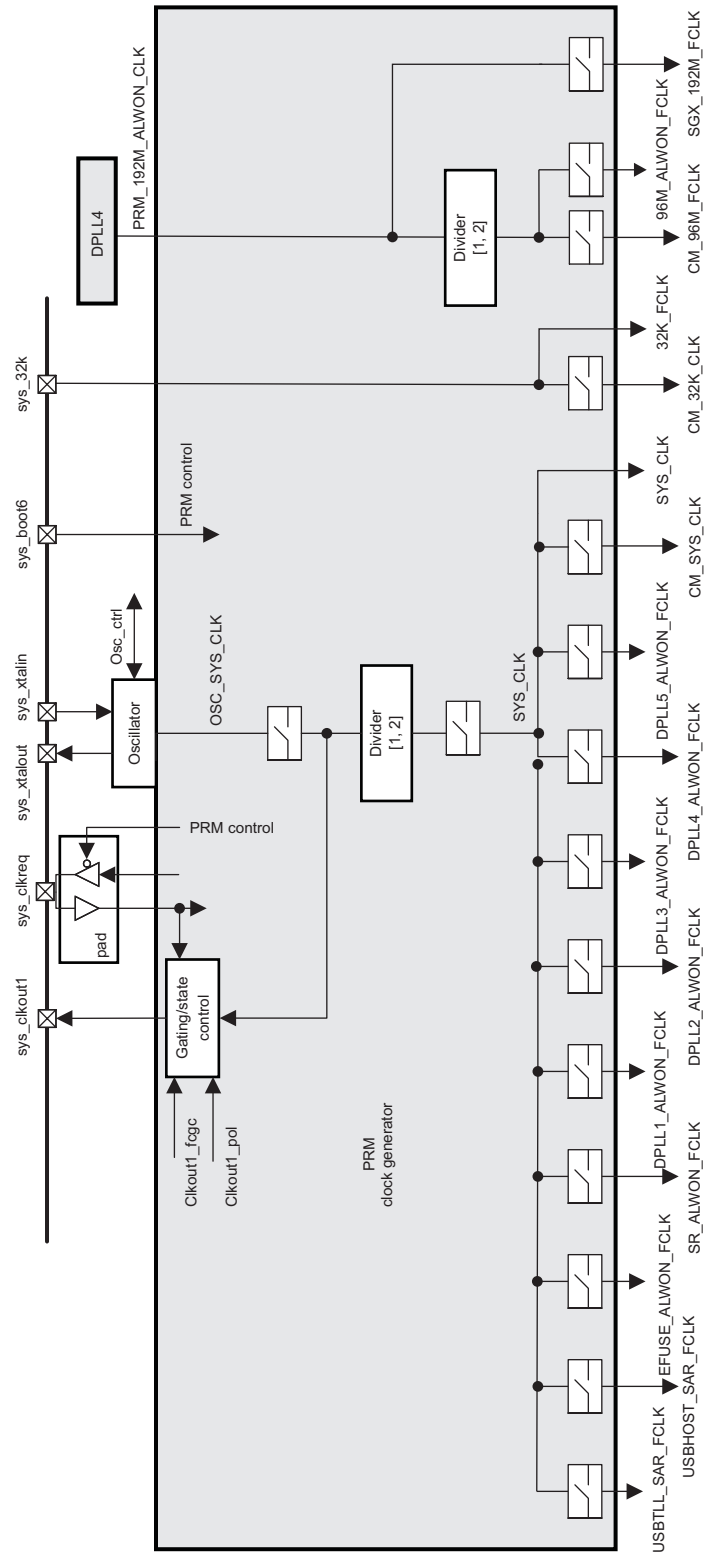 sys_clkout1
sys_clkreq
sys_xtalout
sys_xtalin
sys_boot6
sys_32k
pad
PRM control
Oscillator
Osc_ctrl
DPLL4
PRM_192M_ALWON_CLK
Clkout1_fcgc
Clkout1_pol
Gating/state
control
OSC_SYS_CLK
PRM control
PRM
clock generator
Divider
[1, 2]
Divider
[1, 2]
SYS_CLK
USBTLL_SAR_FCLK
USBHOST_SAR_FCLK
EFUSE_ALWON_FCLK
SR_ALWON_FCLK
DPLL1_ALWON_FCLK
DPLL2_ALWON_FCLK
DPLL3_ALWON_FCLK
DPLL4_ALWON_FCLK
DPLL5_ALWON_FCLK
CM_SYS_CLK
SYS_CLK
CM_32K_CLK
32K_FCLK
CM_96M_FCLK
96M_ALWON_FCLK
SGX_192M_FCLK